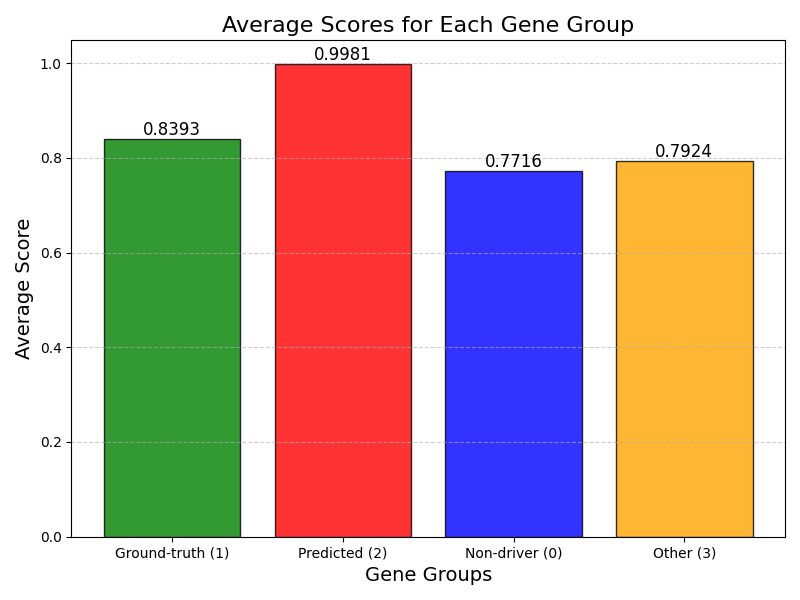 Average Scores for Each Gene Group
Average Score
1.0
0.8
0.6
0.4
0.2
0.0
0.8393
0.9981
0.7716
0.7924
Ground-truth (1)
Predicted (2)
Non-driver (0)
Other (3)
Gene Groups